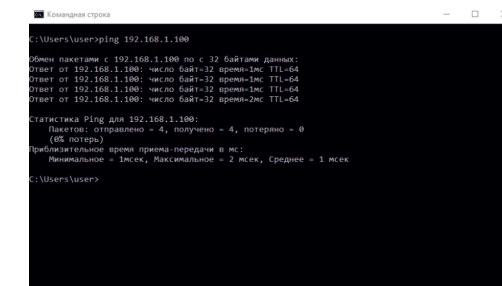 Командная строка
C:\Users\user>ping 192.168.1.100
Обмен пакетами с 192.168.1.100 по с 32 байтами данных:
Ответ от 192.168.1.100: число байт=32 время=1мс TTL=64
Ответ от 192.168.1.100: число байт=32 время=1мс TTL=64
Ответ от 192.168.1.100: число байт=32 время=1мс TTL=64
Ответ от 192.168.1.100: число байт=32 время=2мс TTL=64
Статистика Ping для 192.168.1.100:
Пакетов: отправлено = 4, получено = 4, потеряно = 0
(0% потерь)
Приблизительное время приема-передачи в мс:
Минимальное = 1мсек, Максимальное = 2 мсек, Среднее = 1 мсек
C:\Users\user>